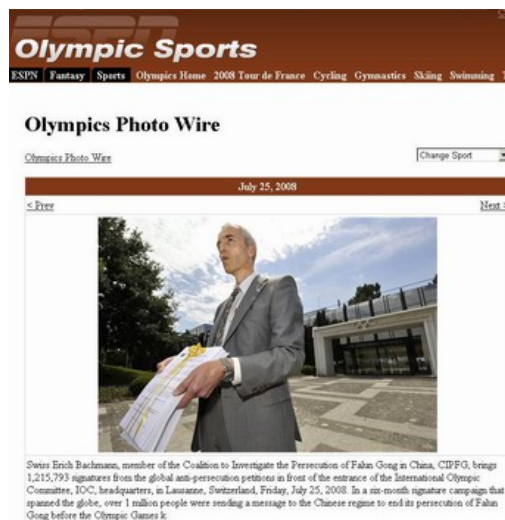 ESPN
Olympic Sports
ESPN Fantasy Sports Olympics Home 2008 Tour de France Cycling Gymnastics Skiing Swimming
Olympics Photo Wire
Olympics Photo Wire
Change Sport
July 25, 2008
< Prev
Next
Swiss Erich Bachmann, member of the Coalition to Investigate the Persecution of Falun Gong in China, CIPFG, brings
1,215,793 signatures from the global anti-persecution petitions in front of the entrance of the International Olympic
Committee, IOC, headquarters, in Lausanne, Switzerland, Friday, July 25, 2008. In a six-month signature campaign that
spanned the globe, over 1 million people were sending a message to the Chinese regime to end its persecution of Falun
Gong before the Olympic Games k